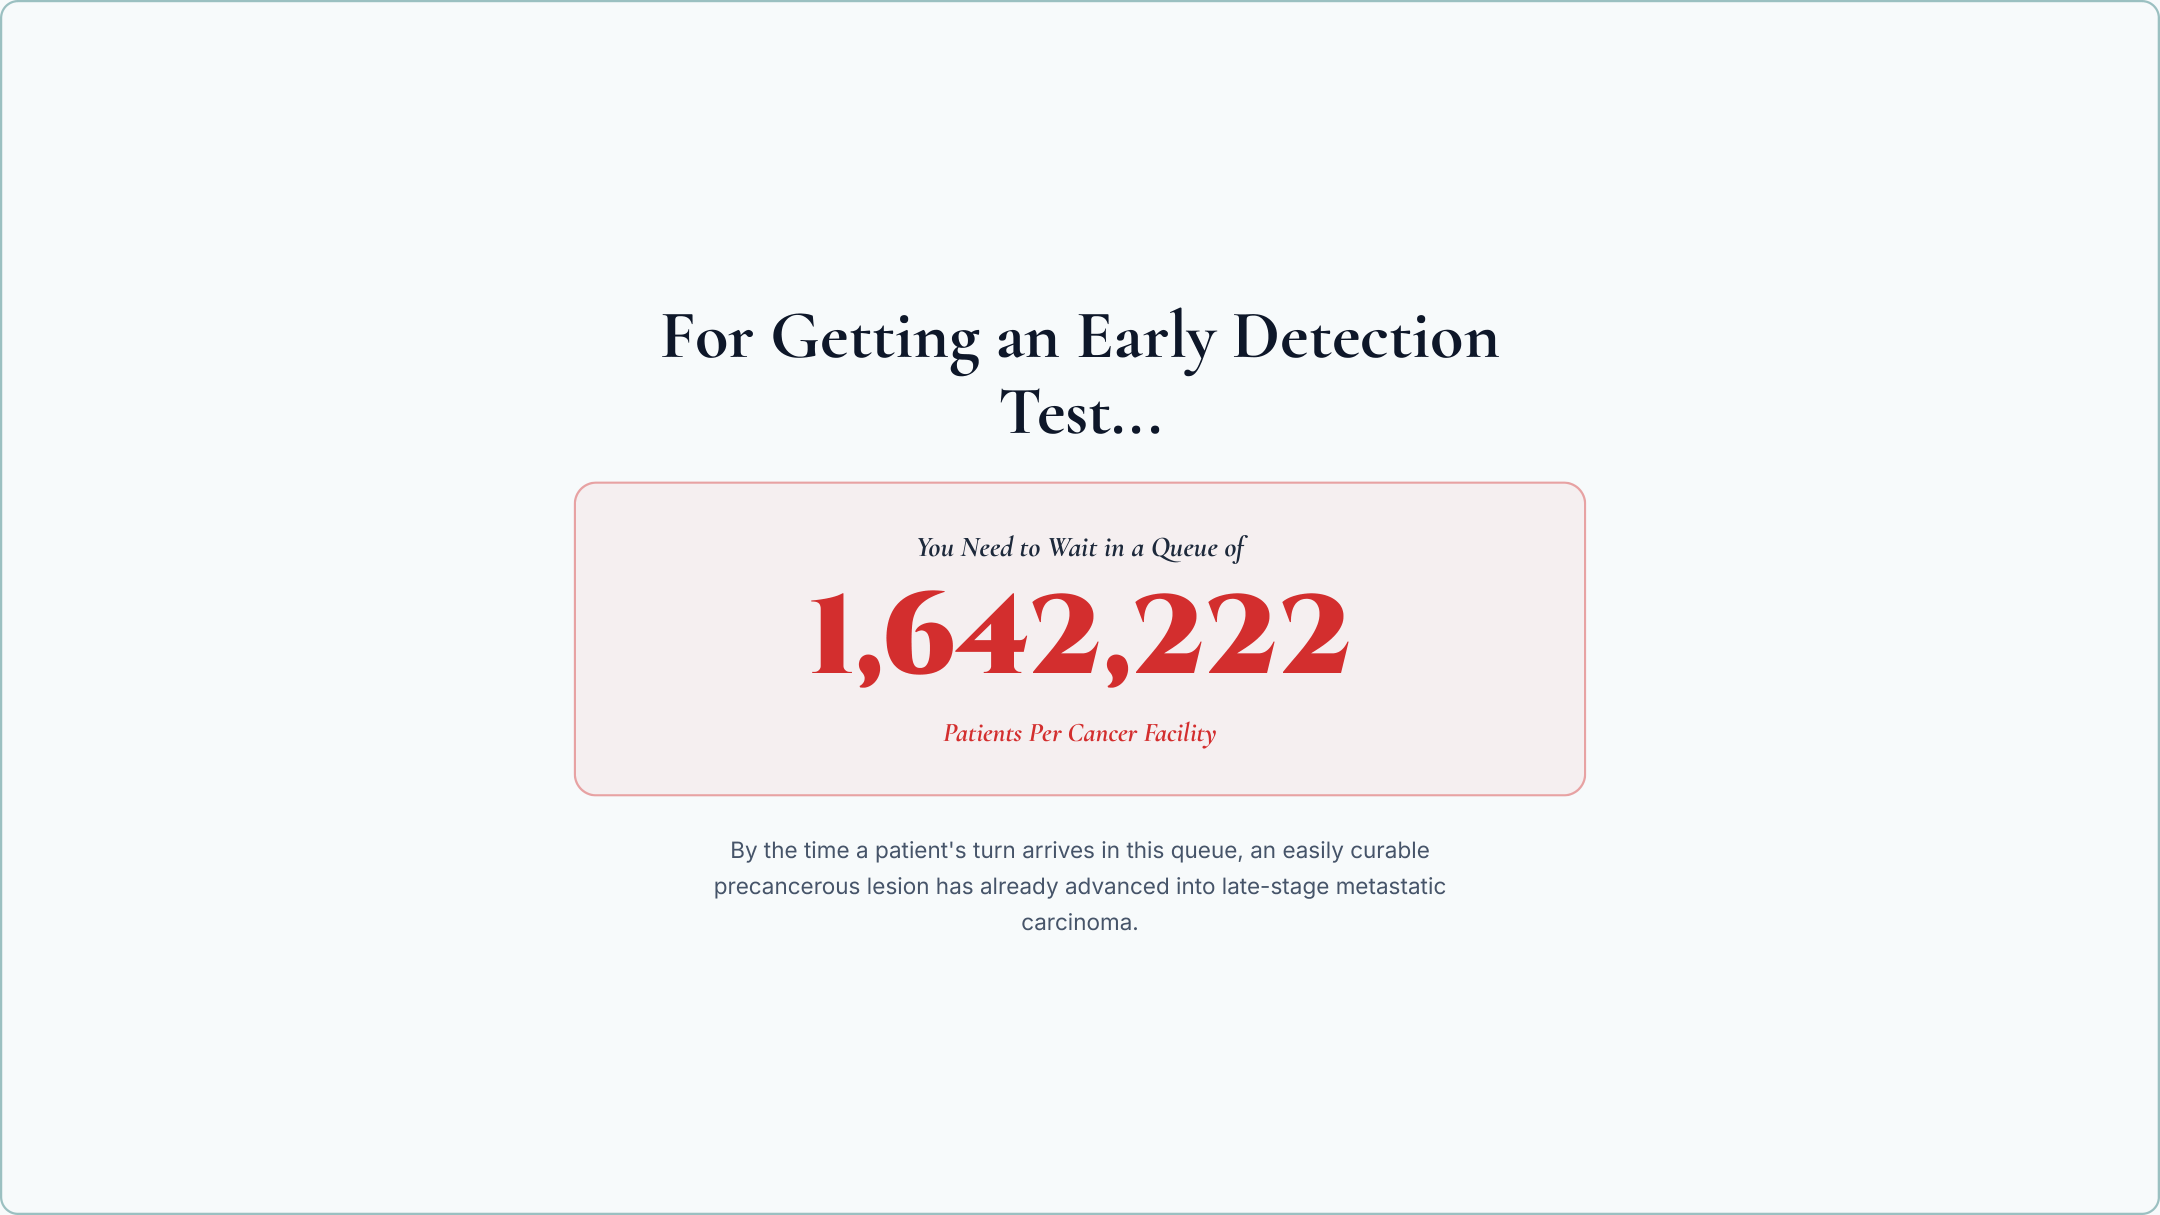 For Getting an Early Detection
Test...
You Need to Wait in a Queue of
1,642,222
Patients Per Cancer Facility
By the time a patient's turn arrives in this queue, an easily curable
precancerous lesion has already advanced into late-stage metastatic
carcinoma.